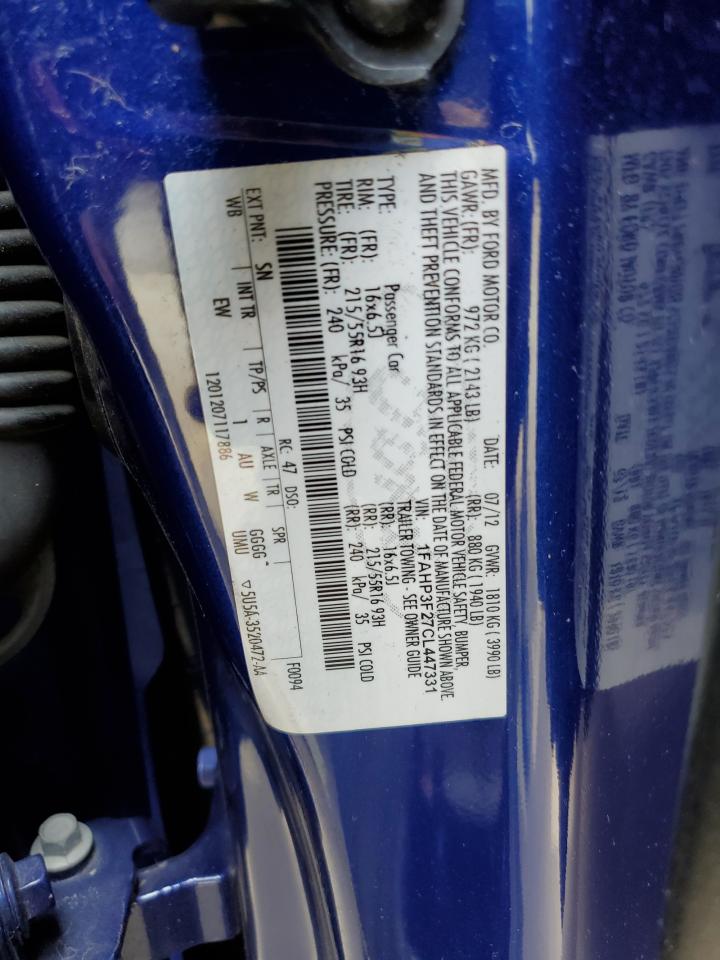 MFD. BY FORD MOTOR CO.
DATE: 07/12 GVWR: 1810 KG ( 3990 LB)
GAWR: (FR): 972 KG ( 2143 LB) (RR): 880 KG ( 1940 LB)
THIS VEHICLE CONFORMS TO ALL APPLICABLE FEDERAL MOTOR VEHICLE SAFETY, BUMPER,
AND THEFT PREVENTION STANDARDS IN EFFECT ON THE DATE OF MANUFACTURE SHOWN ABOVE.
VIN: 1FAHP3F27CL447331
TYPE: Passenger Car TRAILER TOWING - SEE OWNER GUIDE
RIM: (FR): 16x6.5J (RR): 16x6.5J
TIRE: (FR): 215/55R16 93H (RR): 215/55R16 93H
PRESSURE: (FR): 240 kPa/ 35 PSI COLD (RR): 240 kPa/ 35 PSI COLD
F0094
EXT PNT: SN RC: 47 DSO:
WB INT TR TP/PS R AXLE TR SPR
EW 1 AU W GGGG
1201207117886 UMU ▽5U5A-3520472-AA